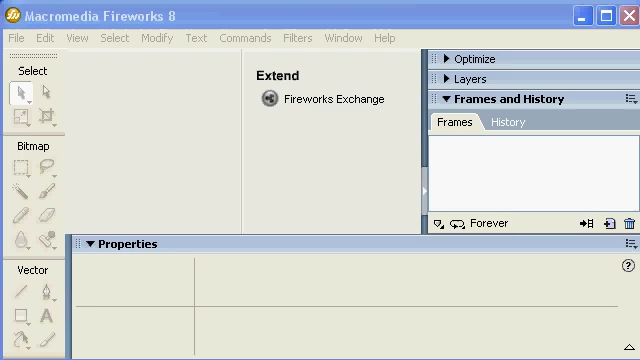 Macromedia Fireworks 8
File Edit View Select Modify Text Commands Filters Window Help
Select
Bitmap
Vector
Extend
Fireworks Exchange
Optimize
Layers
Frames and History
Frames History
Forever
Properties